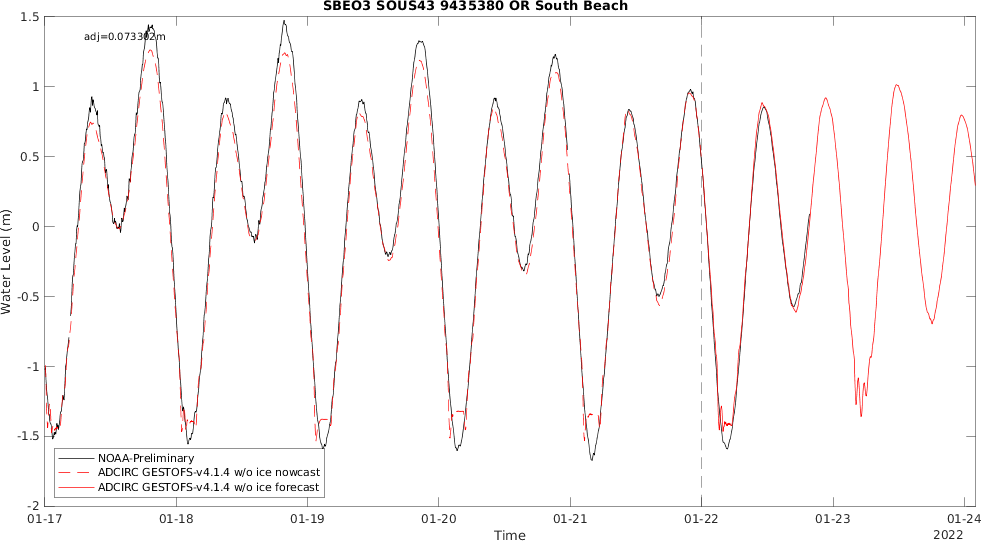 SBEO3 SOUS43 9435380 OR South Beach
adj=0.073302m
1.5
1
0.5
0
-0.5
-1
-1.5
-2
Water Level (m)
NOAA-Preliminary
ADCIRC GESTOFS-v4.1.4 w/o ice nowcast
ADCIRC GESTOFS-v4.1.4 w/o ice forecast
01-17
01-18
01-19
01-20
01-21
01-22
01-23
01-24
Time
2022